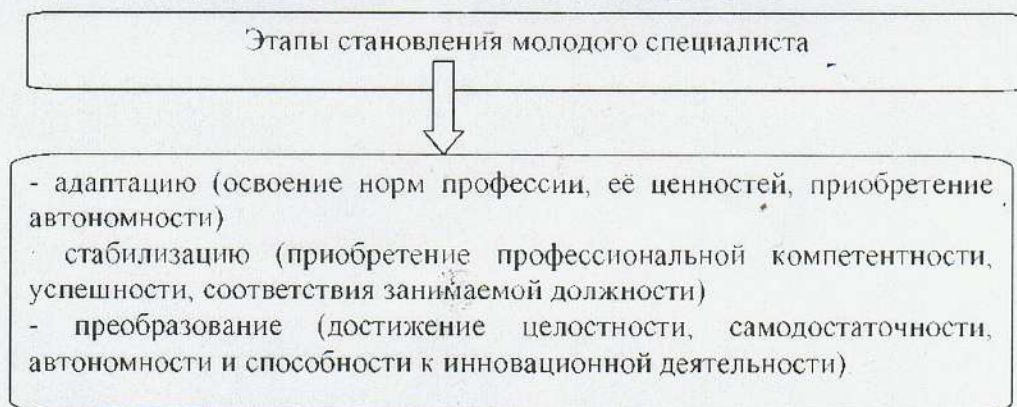 Этапы становления молодого специалиста
- адаптацию (освоение норм профессии, её ценностей, приобретение
автономности)
- стабилизацию (приобретение профессиональной компетентности,
успешности, соответствия занимаемой должности)
- преобразование (достижение целостности, самодостаточности,
автономности и способности к инновационной деятельности)